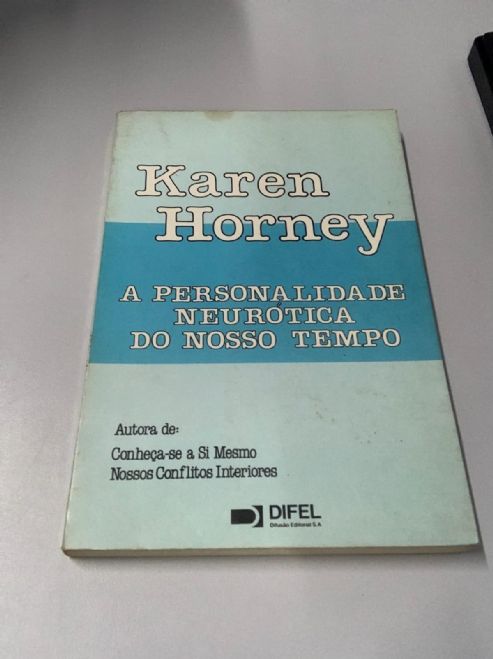 Karen
Horney
A PERSONALIDADE
NEURÓTICA
DO NOSSO TEMPO
Autora de:
Conheça-se a Si Mesmo
Nossos Conflitos Interiores
DIFEL
Difusão Editorial S.A